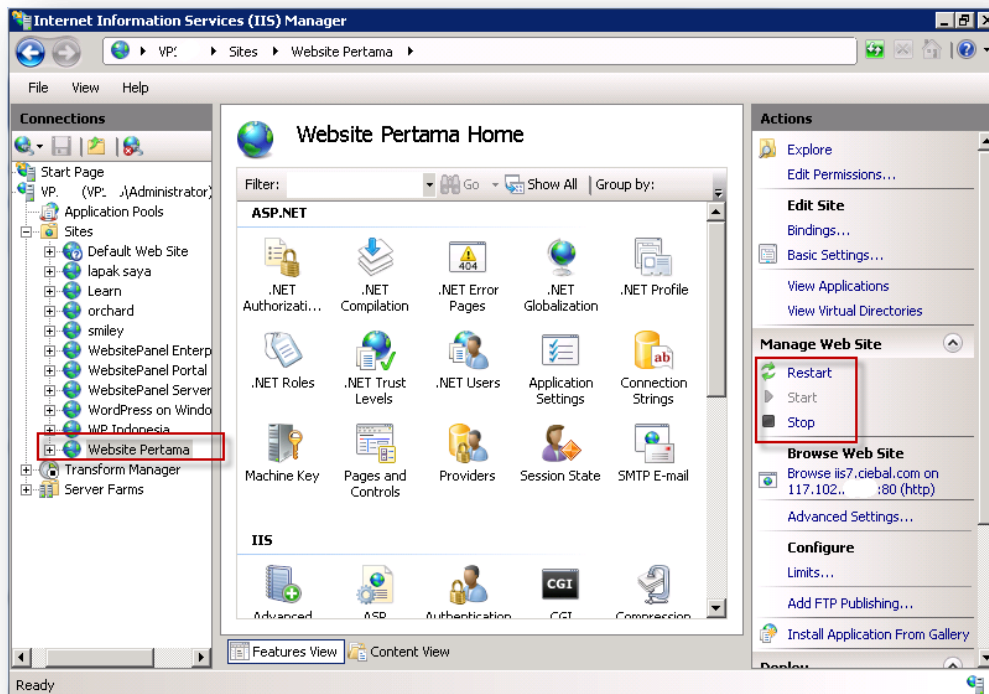 Internet Information Services (IIS) Manager
Sites
Website Pertama
File View Help
Connections
Start Page
\Administrator)
Application Pools
Sites
Default Web Site
lapak saya
Learn
orchard
smiley
WebsitePanel Enterp
WebsitePanel Portal
WebsitePanel Server
WordPress on Windo
WP Indonesia
Website Pertama
Transform Manager
Server Farms
Website Pertama Home
Filter: Go Show All Group by:
ASP.NET
.NET Authorizati...
.NET Compilation
.NET Error Pages
.NET Globalization
.NET Profile
.NET Roles
.NET Trust Levels
.NET Users
Application Settings
Connection Strings
Machine Key
Pages and Controls
Providers
Session State
SMTP E-mail
IIS
Advanced
ASP
Authentication
CGI
Compression
Features View Content View
Actions
Explore
Edit Permissions...
Edit Site
Bindings...
Basic Settings...
View Applications
View Virtual Directories
Manage Web Site
Restart
Start
Stop
Browse Web Site
Browse iis7.ciebal.com on
117.102. :80 (http)
Advanced Settings...
Configure
Limits...
Add FTP Publishing...
Install Application From Gallery
Deploy
Ready